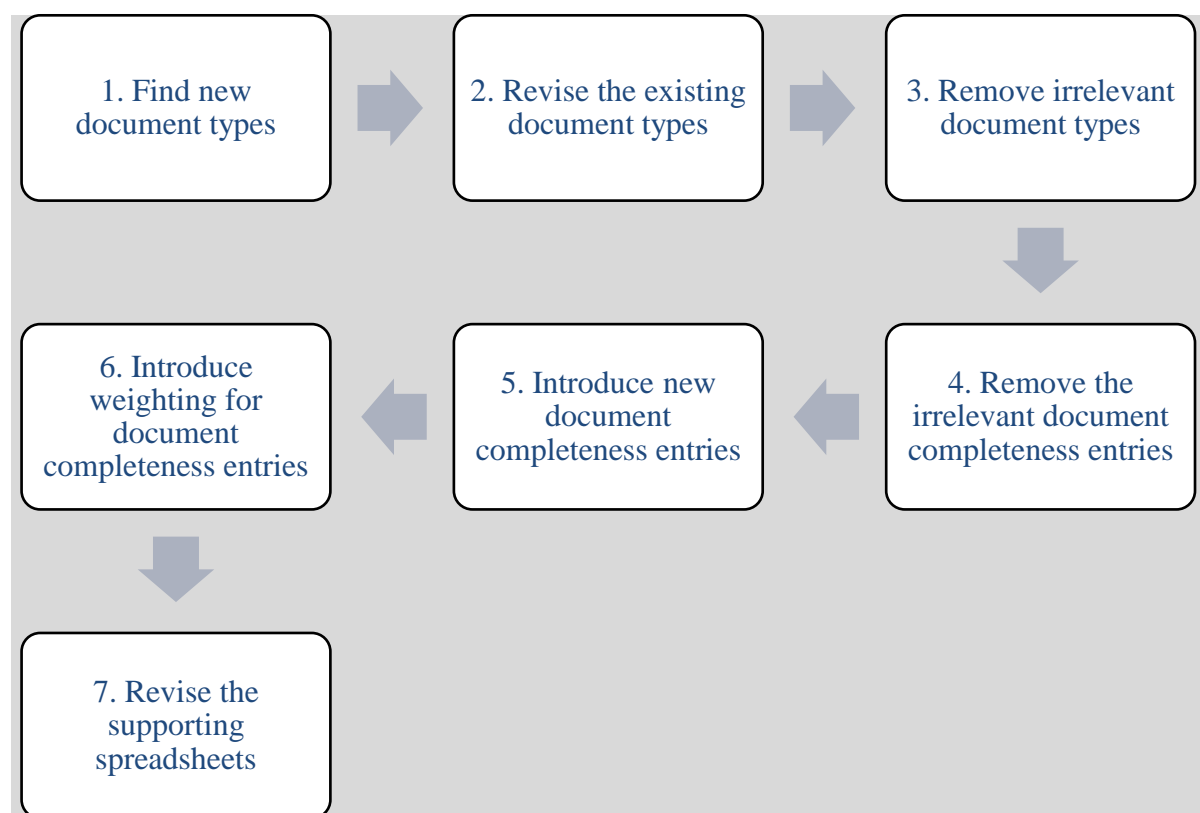 1. Find new
document types
2. Revise the existing
document types
3. Remove irrelevant
document types
4. Remove the
irrelevant document
completeness entries
5. Introduce new
document
completeness entries
6. Introduce
weighting for
document
completeness entries
7. Revise the
supporting
spreadsheets